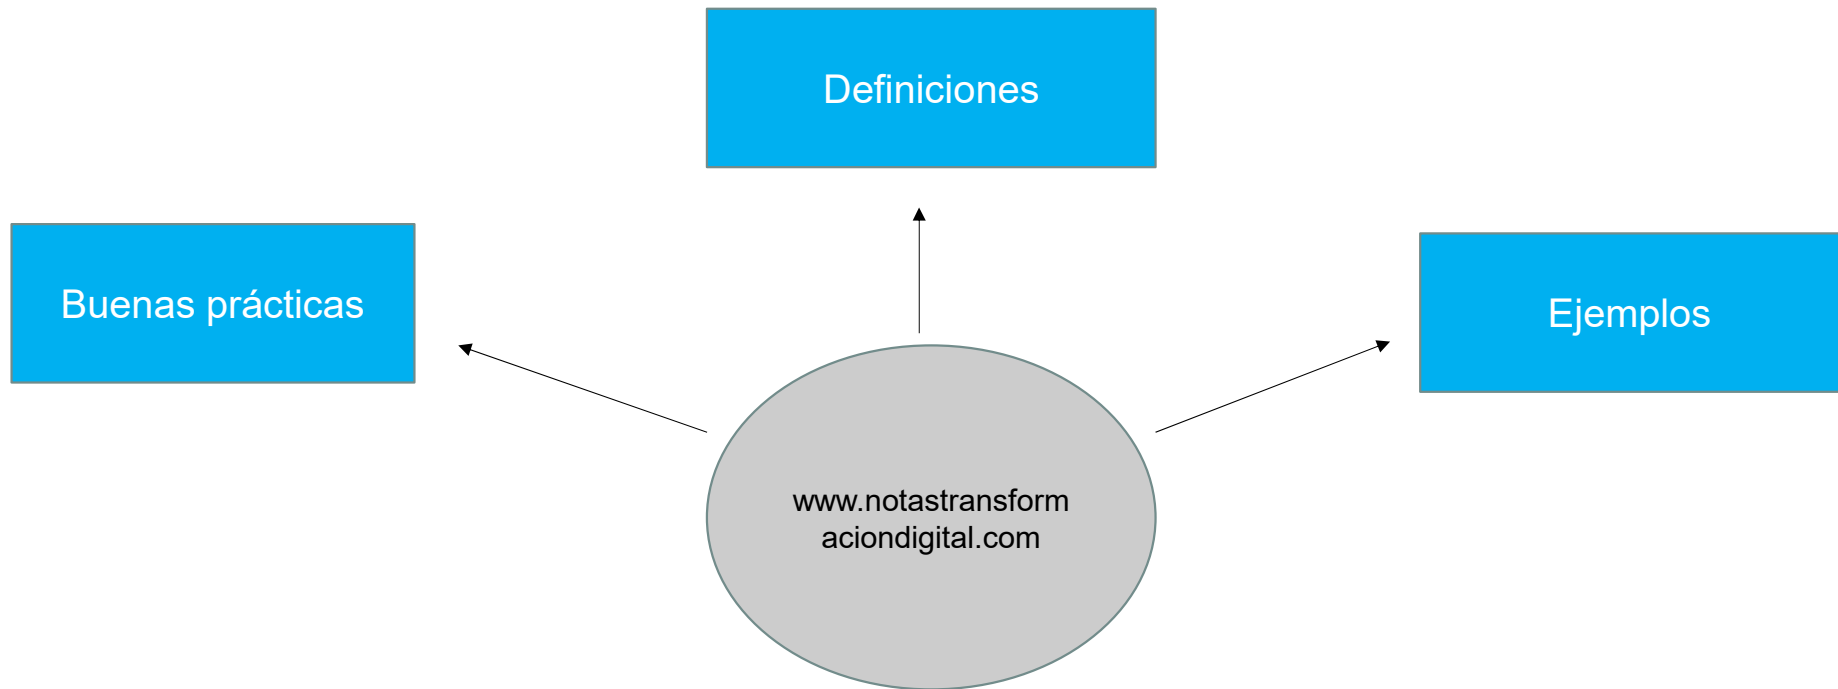 Definiciones
Buenas prácticas
Ejemplos
www.notastransform
aciondigital.com